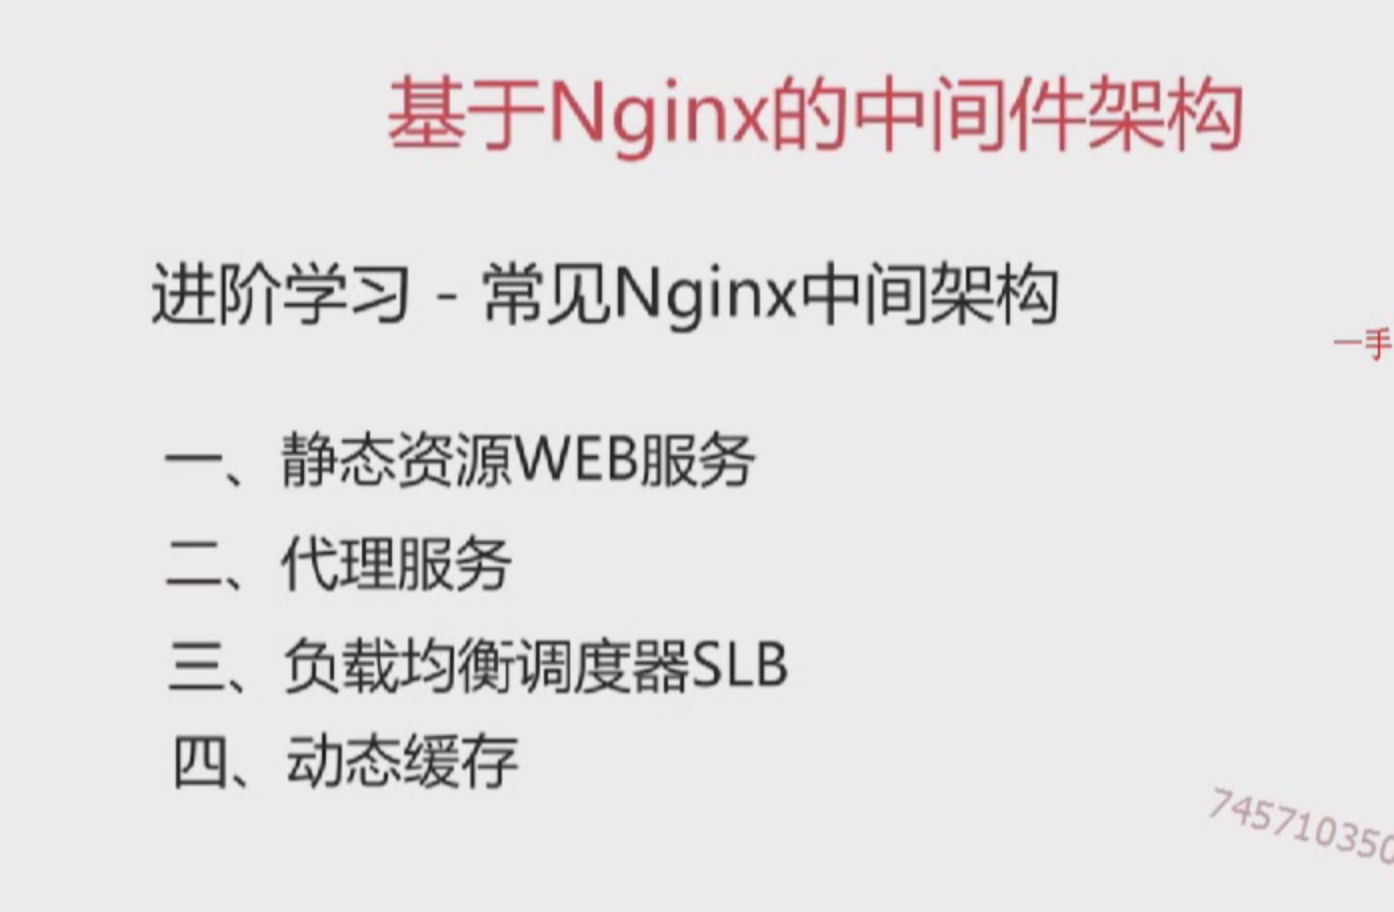 基于Nginx的中间件架构
进阶学习 - 常见Nginx中间架构
一手
一、静态资源WEB服务
二、代理服务
三、负载均衡调度器SLB
四、动态缓存
745710350